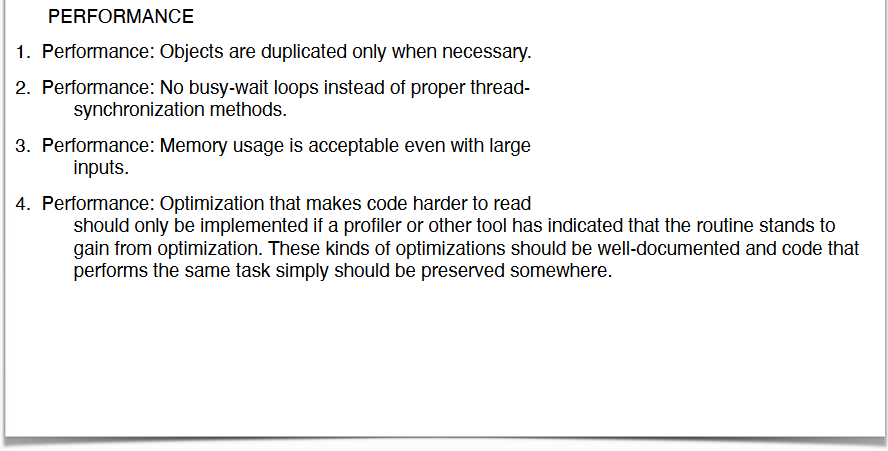 PERFORMANCE
1. Performance: Objects are duplicated only when necessary.
2. Performance: No busy-wait loops instead of proper thread-
synchronization methods.
3. Performance: Memory usage is acceptable even with large
inputs.
4. Performance: Optimization that makes code harder to read
should only be implemented if a profiler or other tool has indicated that the routine stands to
gain from optimization. These kinds of optimizations should be well-documented and code that
performs the same task simply should be preserved somewhere.